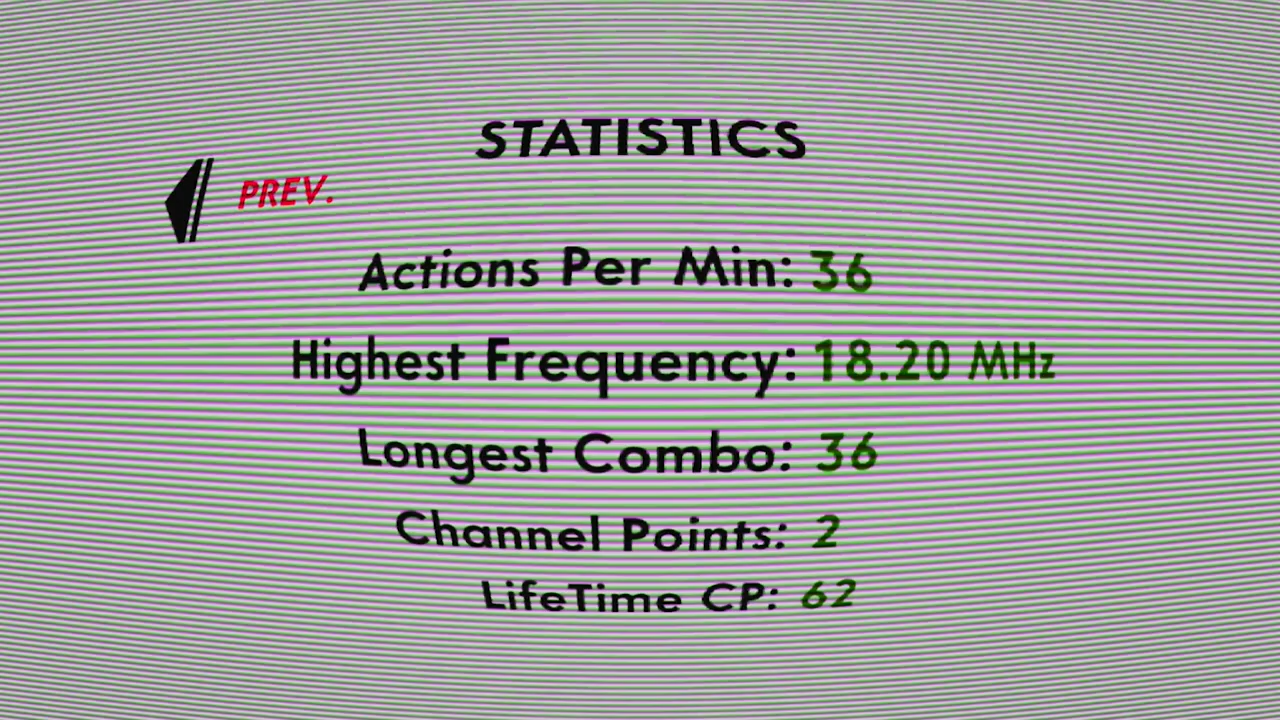 STATISTICS
PREV.
Actions Per Min: 36
Highest Frequency: 18.20 MHz
Longest Combo: 36
Channel Points: 2
LifeTime CP: 62